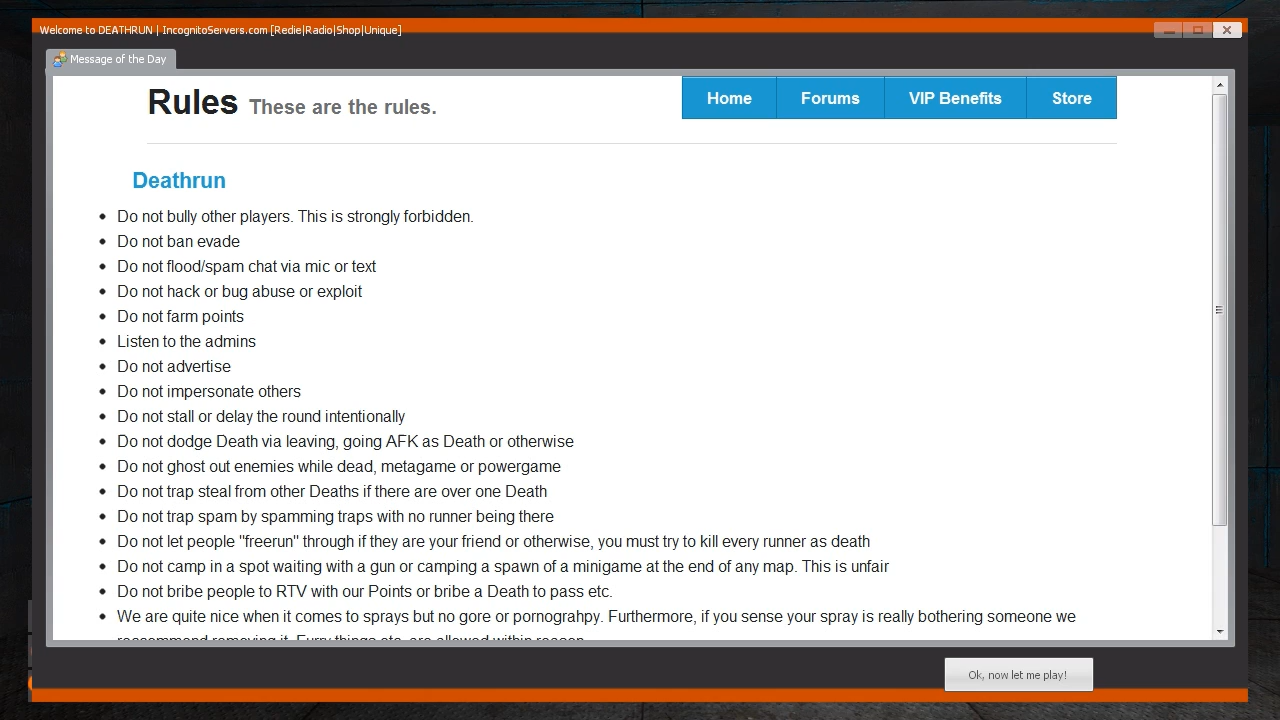 Welcome to DEATHRUN | IncognitoServers.com [Redie|Radio|Shop|Unique]
Message of the Day
Rules These are the rules.
Home Forums VIP Benefits Store
Deathrun
Do not bully other players. This is strongly forbidden.
Do not ban evade
Do not flood/spam chat via mic or text
Do not hack or bug abuse or exploit
Do not farm points
Listen to the admins
Do not advertise
Do not impersonate others
Do not stall or delay the round intentionally
Do not dodge Death via leaving, going AFK as Death or otherwise
Do not ghost out enemies while dead, metagame or powergame
Do not trap steal from other Deaths if there are over one Death
Do not trap spam by spamming traps with no runner being there
Do not let people "freerun" through if they are your friend or otherwise, you must try to kill every runner as death
Do not camp in a spot waiting with a gun or camping a spawn of a minigame at the end of any map. This is unfair
Do not bribe people to RTV with our Points or bribe a Death to pass etc.
We are quite nice when it comes to sprays but no gore or pornograhpy. Furthermore, if you sense your spray is really bothering someone we
removing it. Furry things etc. are allowed within reason
Ok, now let me play!